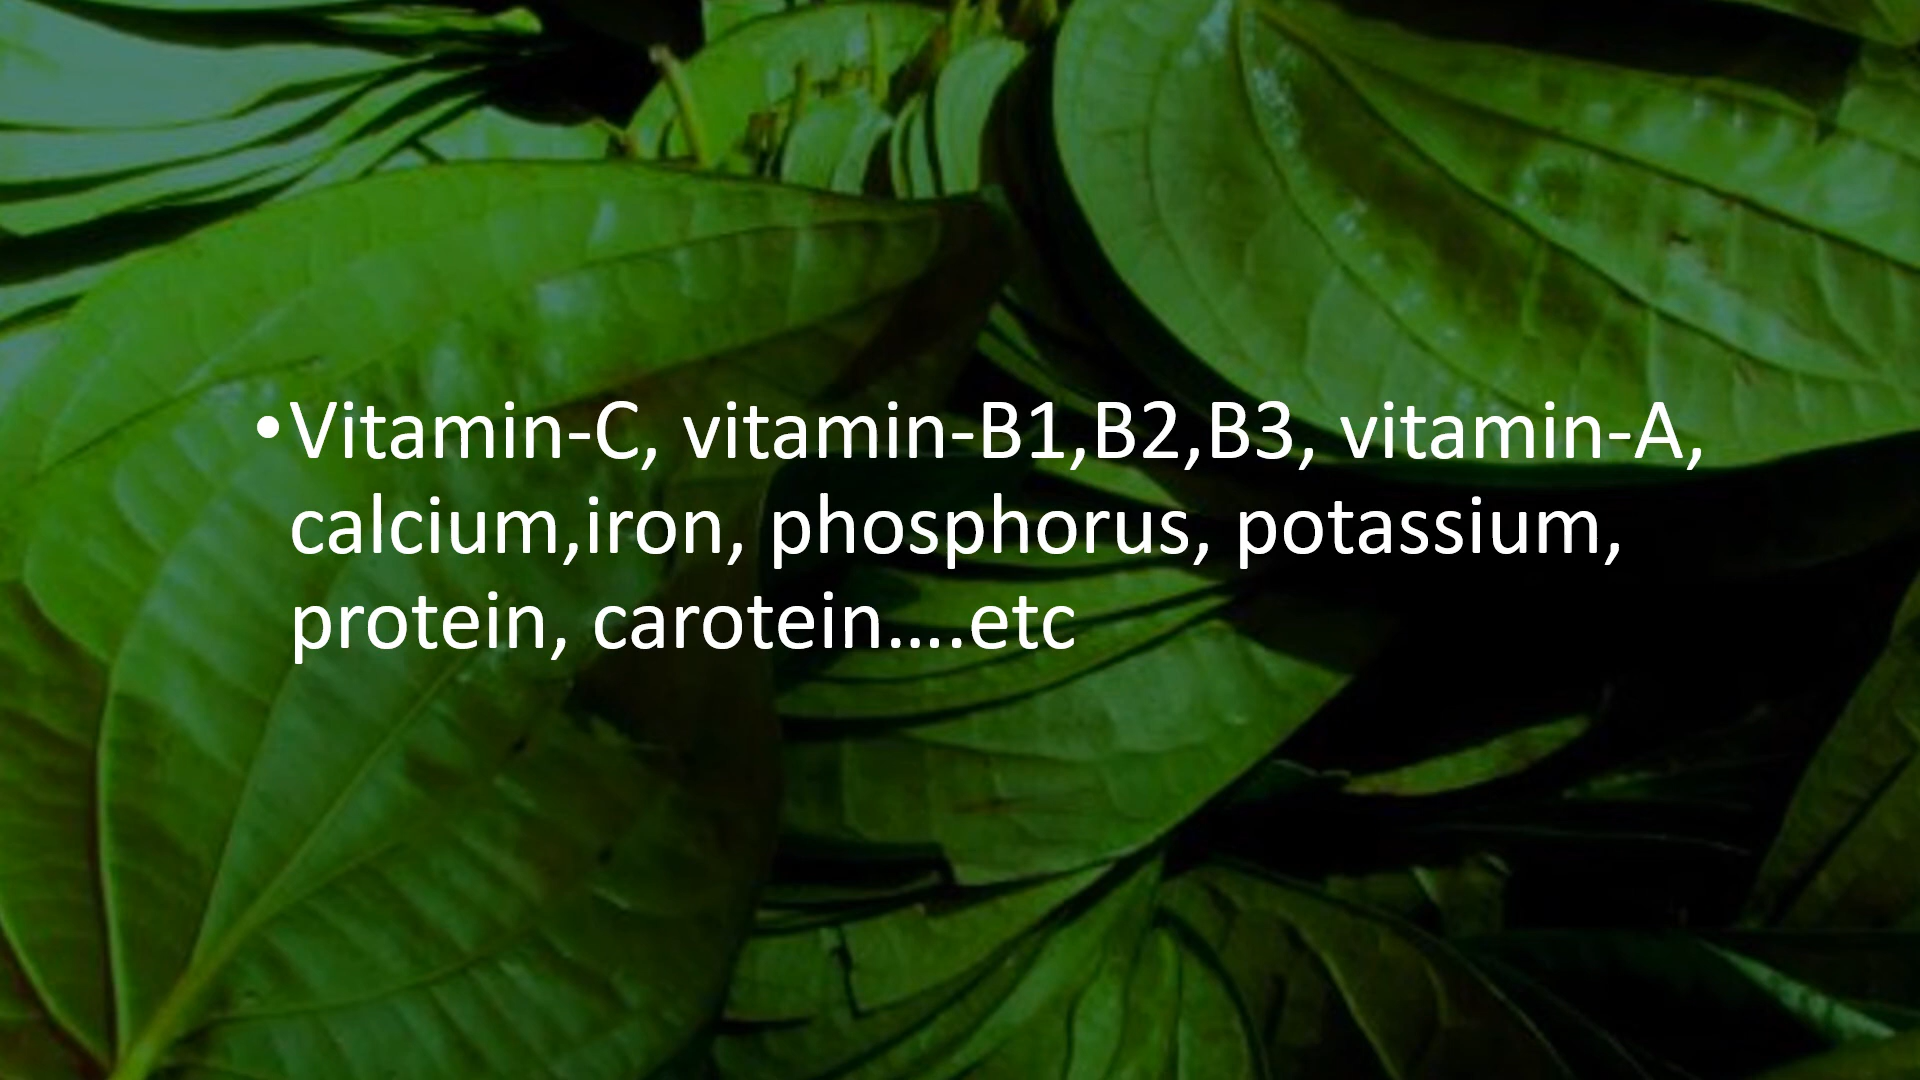 •Vitamin-C, vitamin-B1,B2,B3, vitamin-A,
calcium,iron, phosphorus, potassium,
protein, carotein….etc